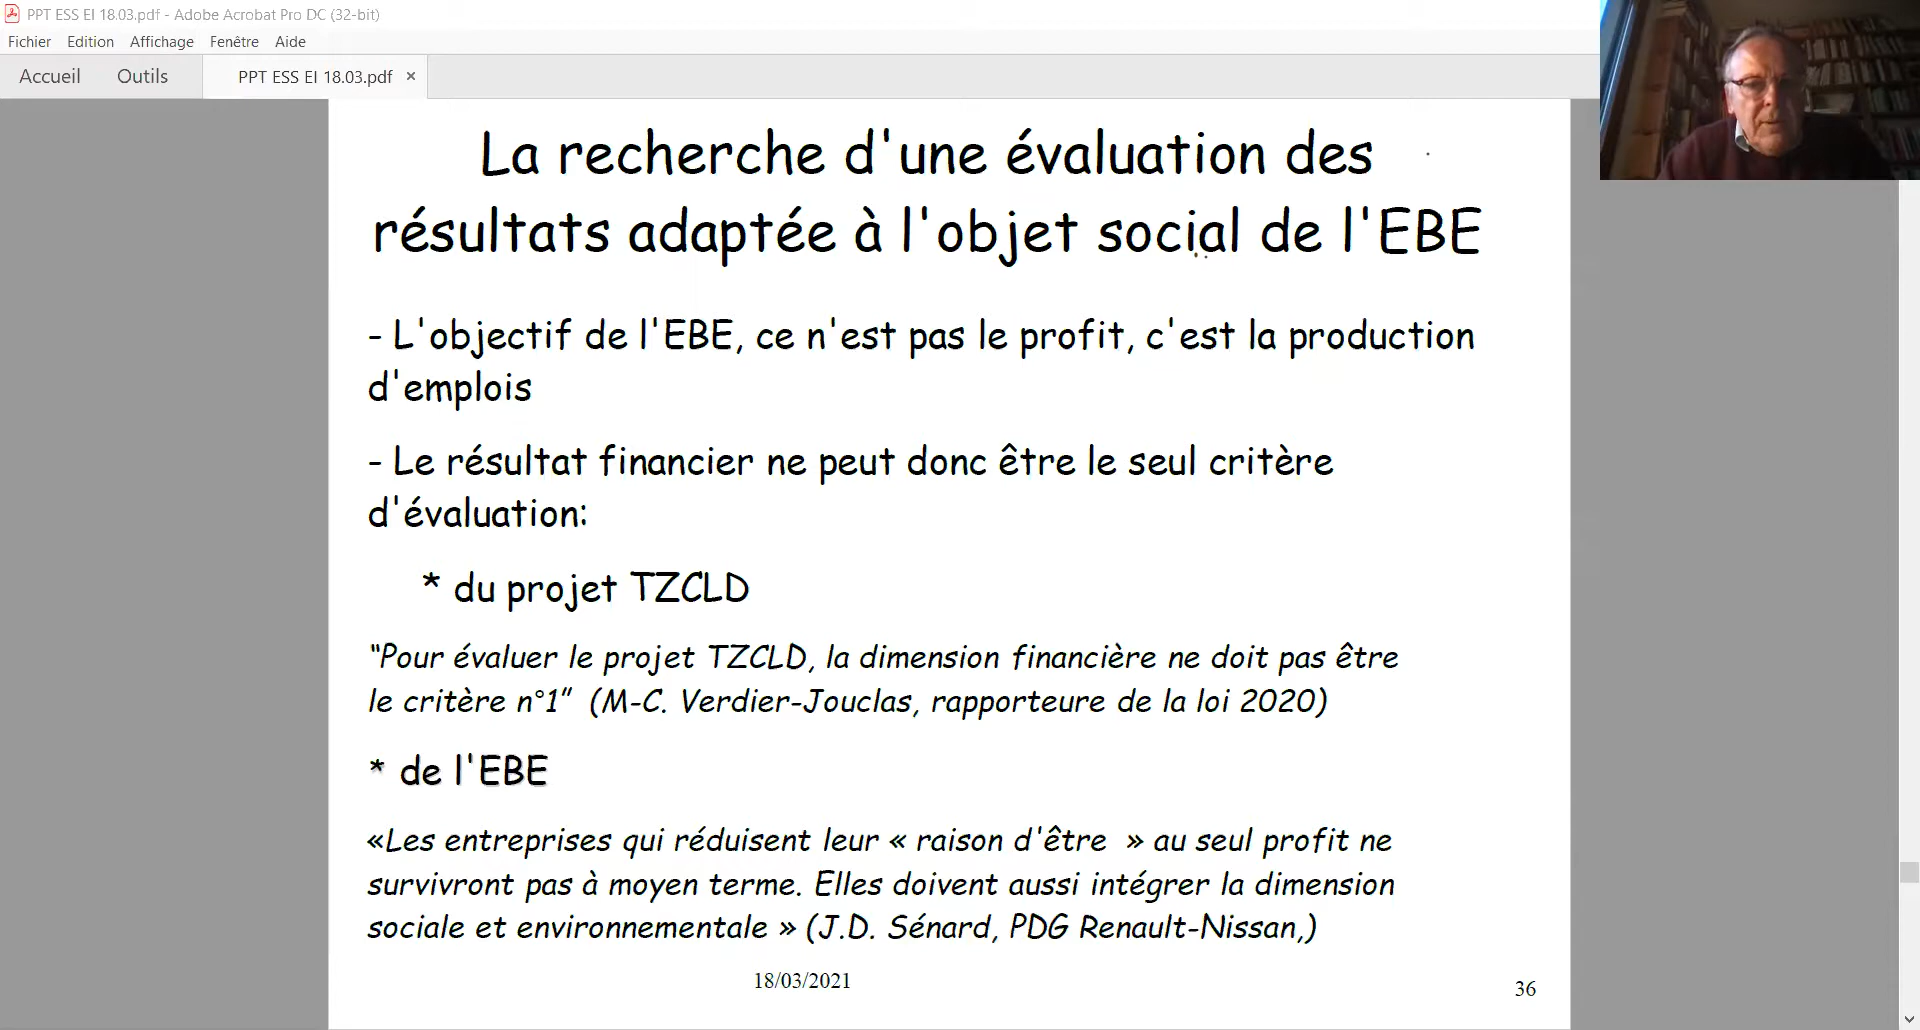 PPT ESS EI 18.03.pdf - Adobe Acrobat Pro DC (32-bit)
Fichier Edition Affichage Fenêtre Aide
Accueil Outils PPT ESS EI 18.03.pdf ×
La recherche d'une évaluation des
résultats adaptée à l'objet social de l'EBE
- L'objectif de l'EBE, ce n'est pas le profit, c'est la production
d'emplois
- Le résultat financier ne peut donc être le seul critère
d'évaluation:
* du projet TZCLD
"Pour évaluer le projet TZCLD, la dimension financière ne doit pas être
le critère n°1" (M-C. Verdier-Jouclas, rapporteure de la loi 2020)
* de l'EBE
«Les entreprises qui réduisent leur « raison d'être » au seul profit ne
survivront pas à moyen terme. Elles doivent aussi intégrer la dimension
sociale et environnementale » (J.D. Sénard, PDG Renault-Nissan,)
18/03/2021
36